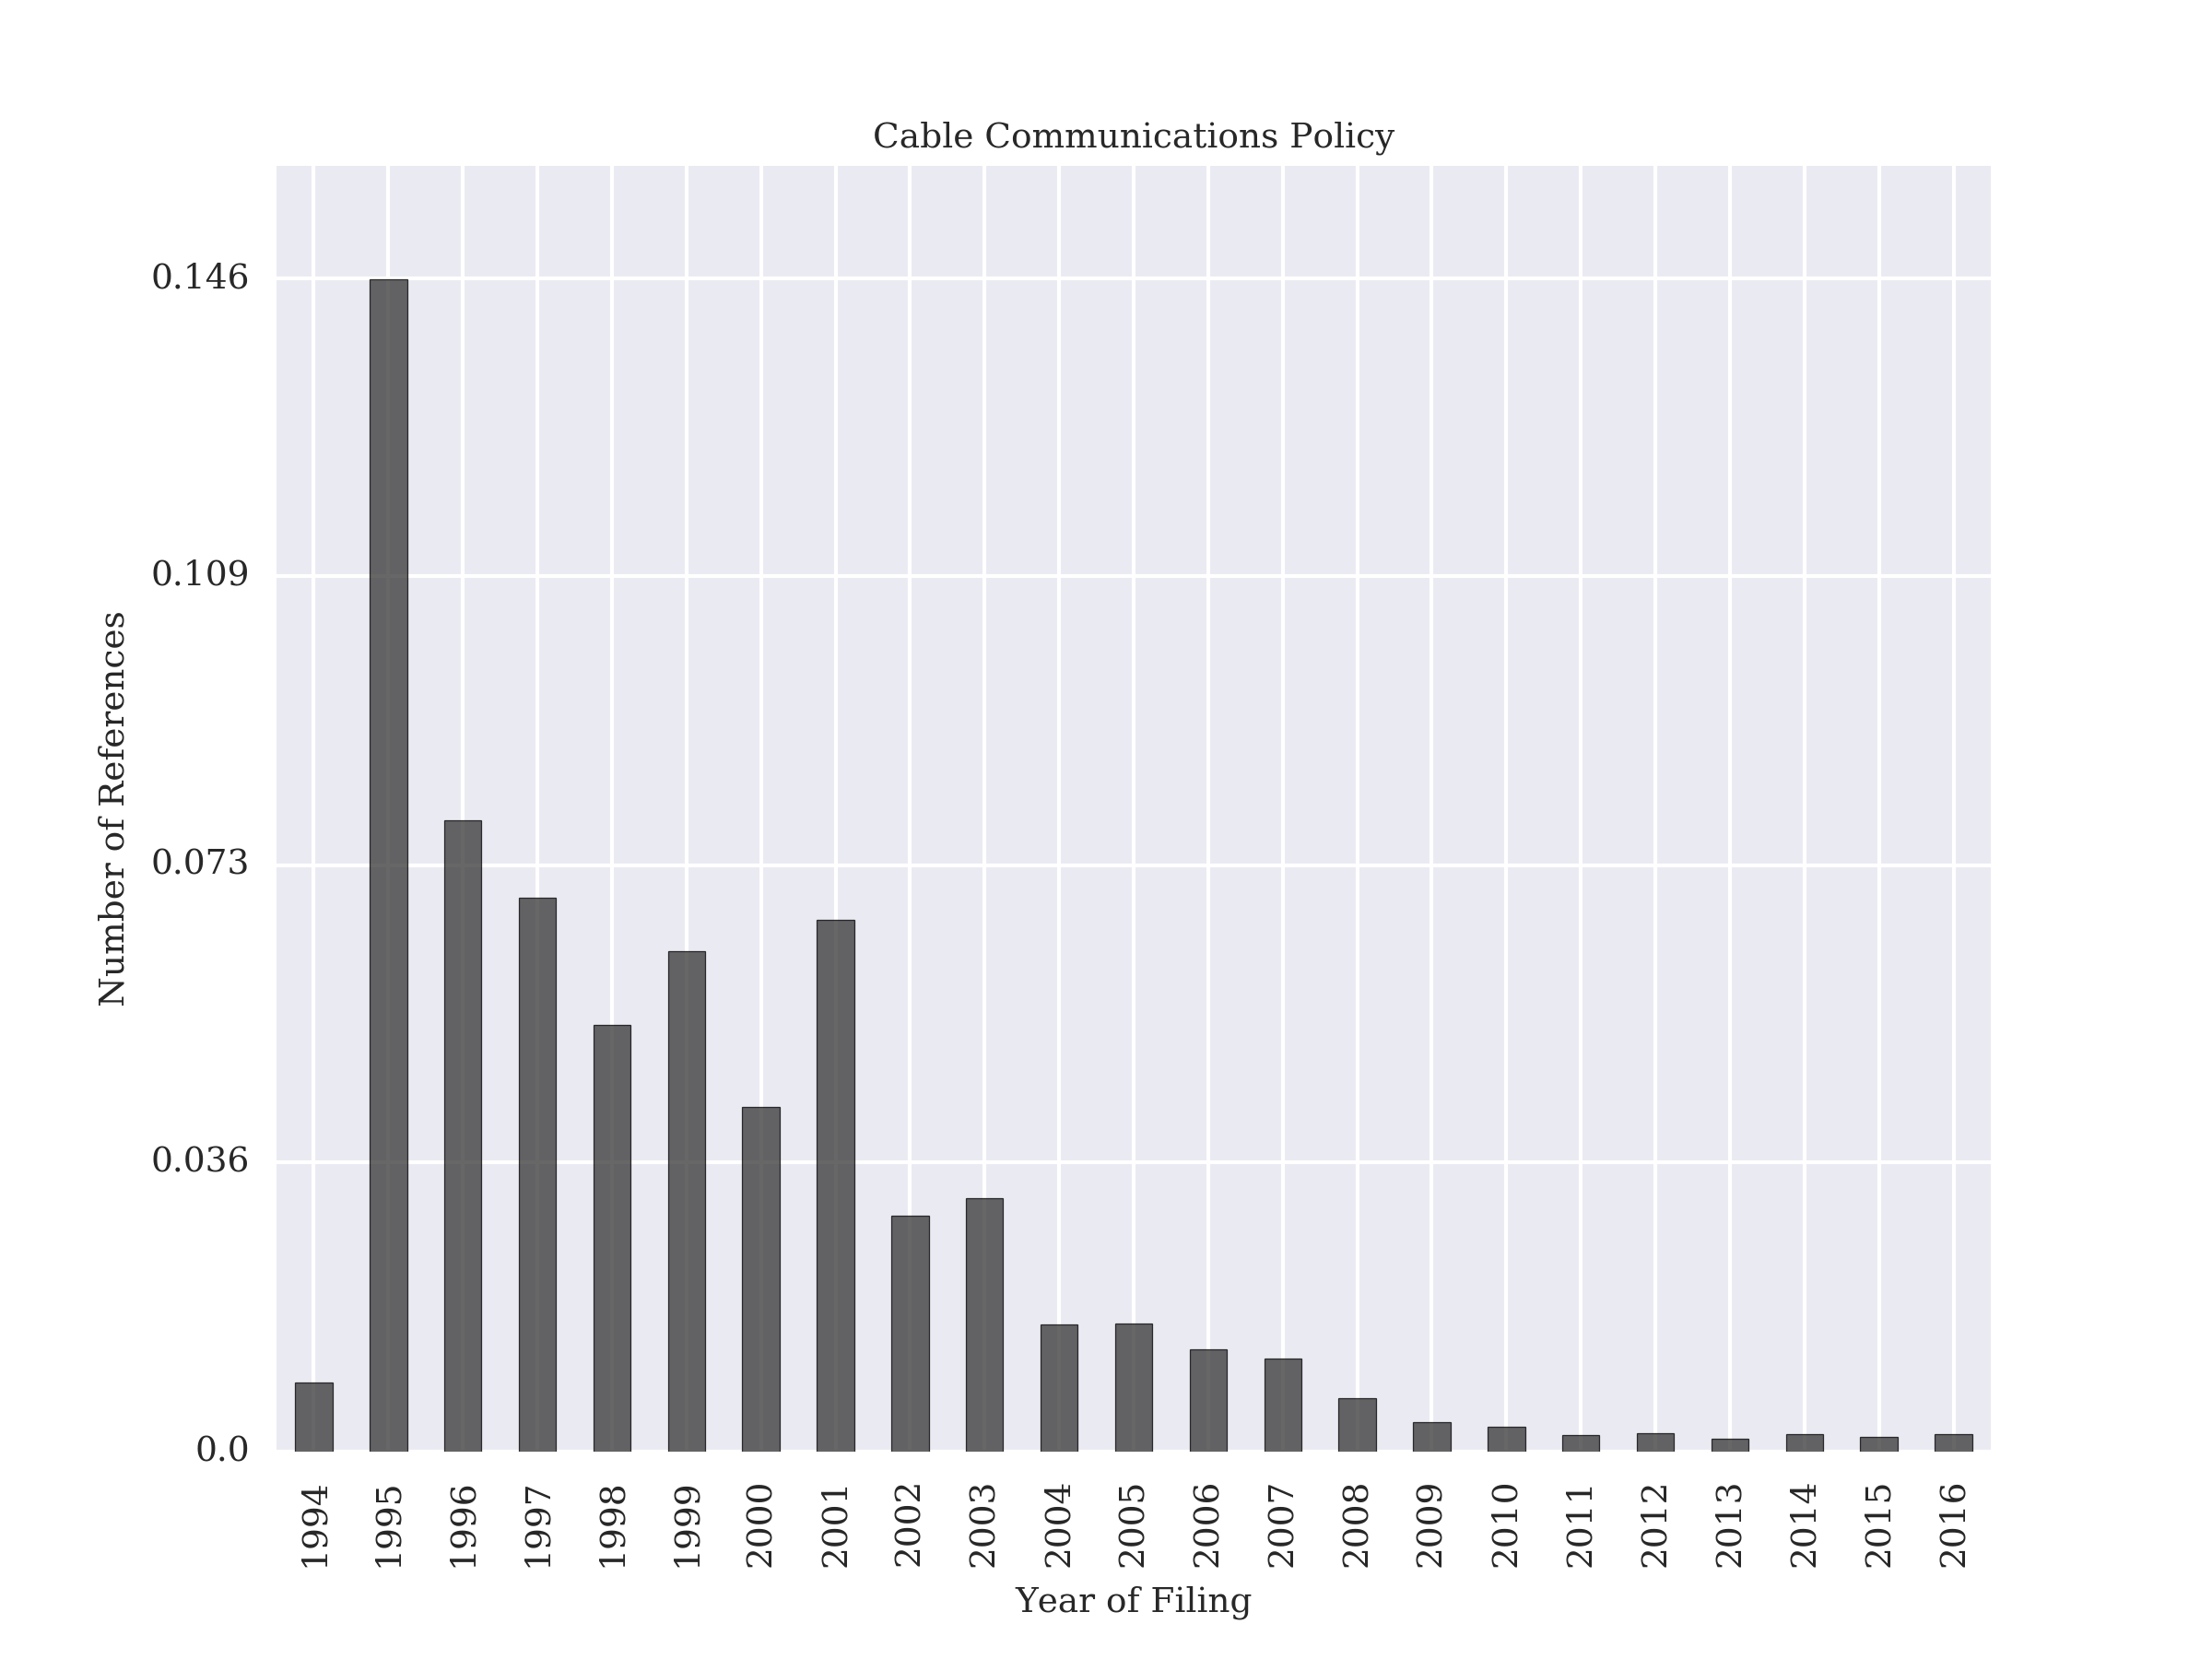 Cable Communications Policy
0.146
0.109
0.073
0.036
0.0
Number of References
1994 1995 1996 1997 1998 1999 2000 2001 2002 2003 2004 2005 2006 2007 2008 2009 2010 2011 2012 2013 2014 2015 2016
Year of Filing